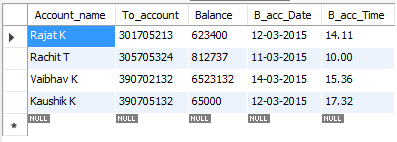 Account_name To_account Balance B_acc_Date B_acc_Time
Rajat K 301705213 623400 12-03-2015 14.11
Rachit T 305705324 812737 11-03-2015 10.00
Vaibhav K 390702132 6523132 14-03-2015 15.36
Kaushik K 390705132 65000 12-03-2015 17.32
* NULL NULL NULL NULL NULL